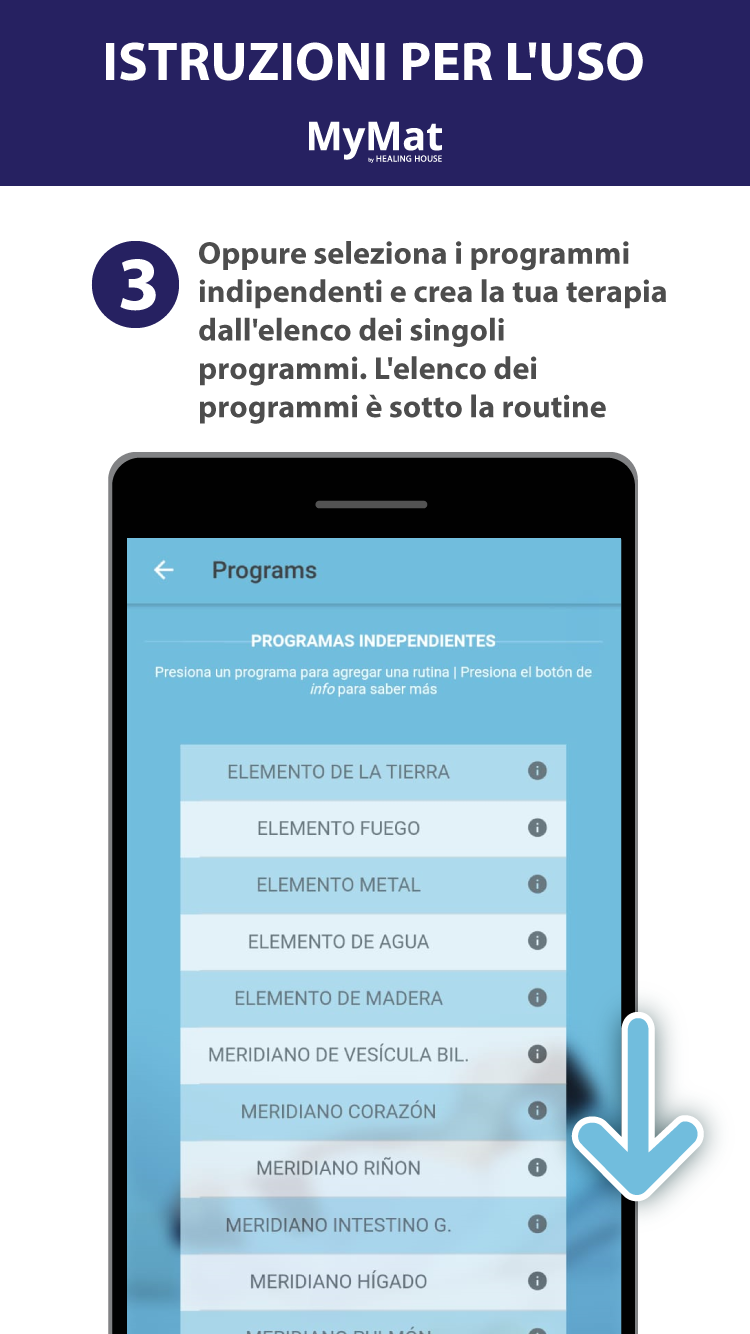 ISTRUZIONI PER L'USO
MyMat
by HEALING HOUSE
3
Oppure seleziona i programmi
indipendenti e crea la tua terapia
dall'elenco dei singoli
programmi. L'elenco dei
programmi è sotto la routine
Programs
PROGRAMAS INDEPENDIENTES
Presiona un programa para agregar una rutina | Presiona el botón de
info para saber más
ELEMENTO DE LA TIERRA
ELEMENTO FUEGO
ELEMENTO METAL
ELEMENTO DE AGUA
ELEMENTO DE MADERA
MERIDIANO DE VESÍCULA BIL.
MERIDIANO CORAZÓN
MERIDIANO RIÑON
MERIDIANO INTESTINO G.
MERIDIANO HÍGADO
MERIDIANO PULMÓN